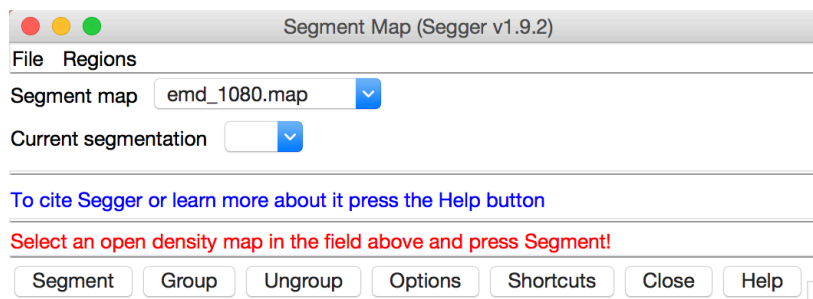 Segment Map (Segger v1.9.2)
File Regions
Segment map emd_1080.map
Current segmentation
To cite Segger or learn more about it press the Help button
Select an open density map in the field above and press Segment!
Segment Group Ungroup Options Shortcuts Close Help